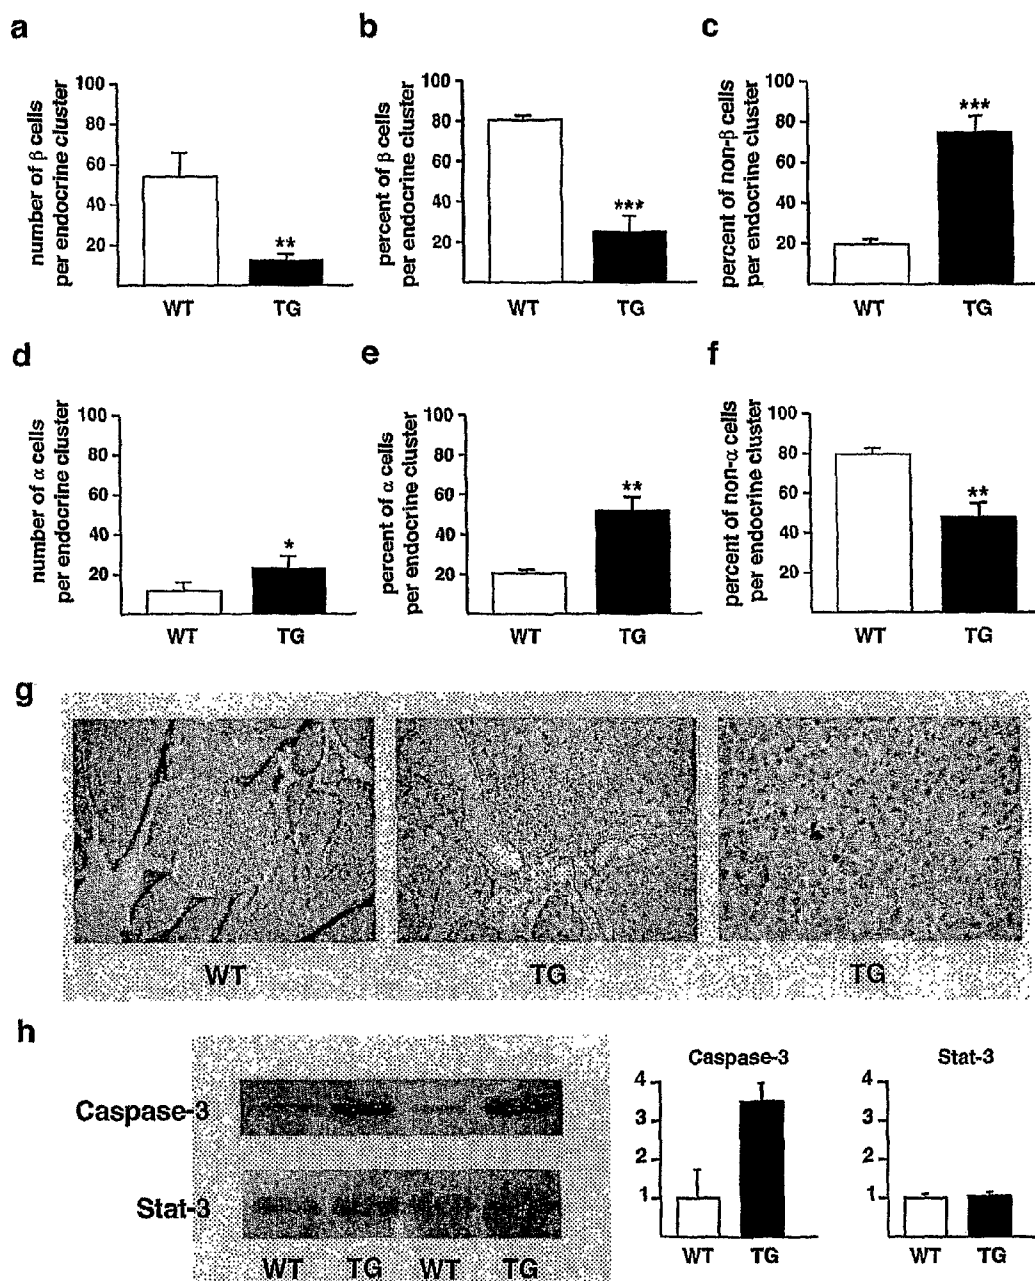 a
number of β cells
per endocrine cluster
100
80
60
40
20
**
WT TG
b
percent of β cells
per endocrine cluster
100
80
60
40
20
***
WT TG
c
percent of non-β cells
per endocrine cluster
100
80
60
40
20
***
WT TG
d
number of α cells
per endocrine cluster
100
80
60
40
20
*
WT TG
e
percent of α cells
per endocrine cluster
100
80
60
40
20
**
WT TG
f
percent of non-α cells
per endocrine cluster
100
80
60
40
20
**
WT TG
g
WT TG TG
h
Caspase-3
Stat-3
WT TG WT TG
Caspase-3
4
3
2
1
WT TG
Stat-3
4
3
2
1
WT TG